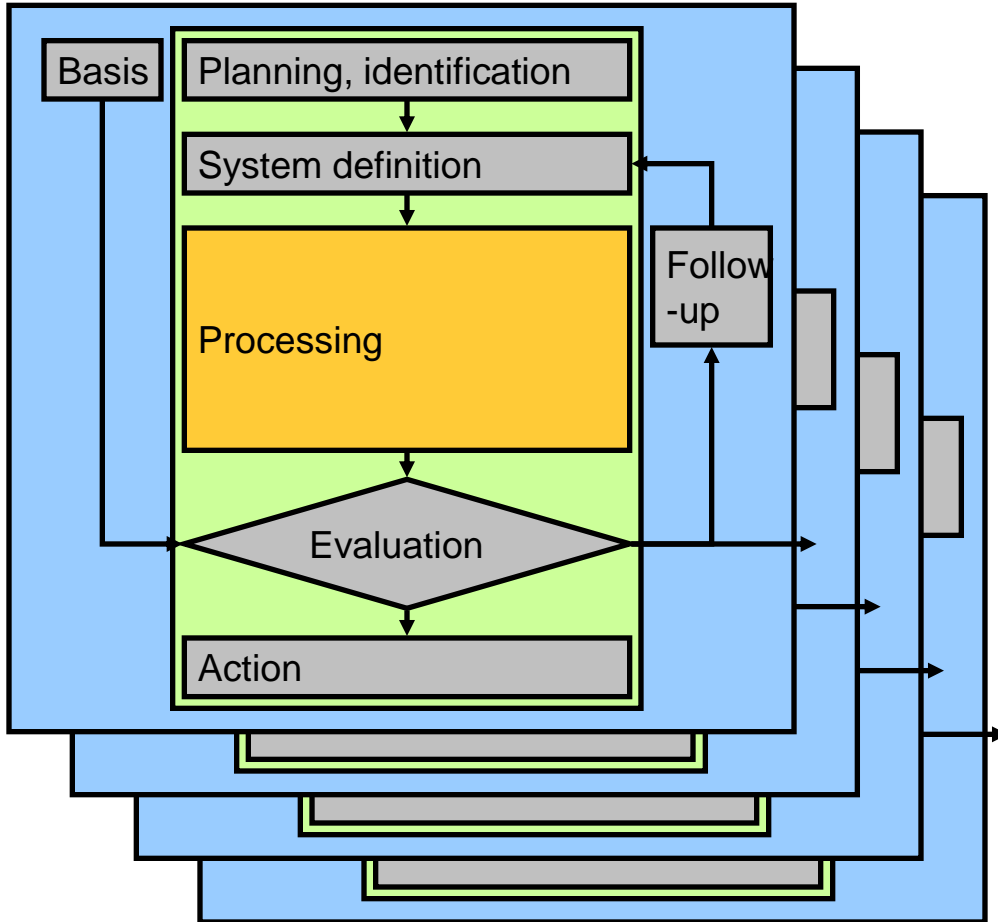 Basis
Planning, identification
System definition
Follow
-up
Processing
Evaluation
Action